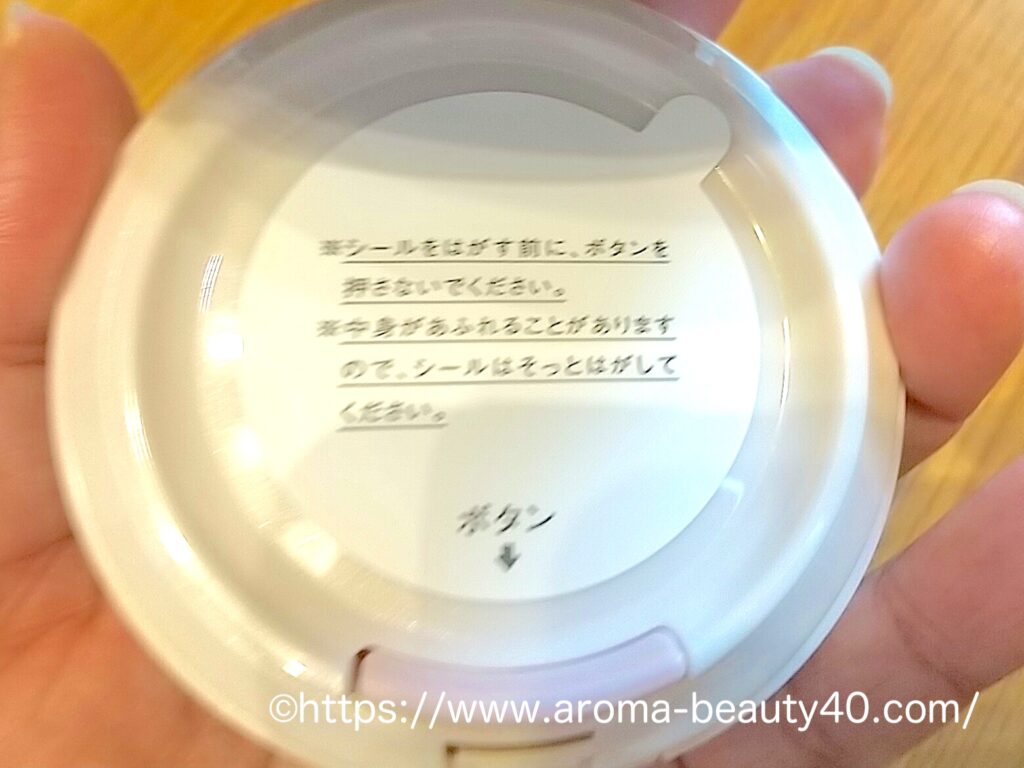 ※シールをはがす前に、ボタンを
押さないでください。
※中身があふれることがあります
ので、シールはそっとはがして
ください。
ボタン
↓
©https://www.aroma-beauty40.com/